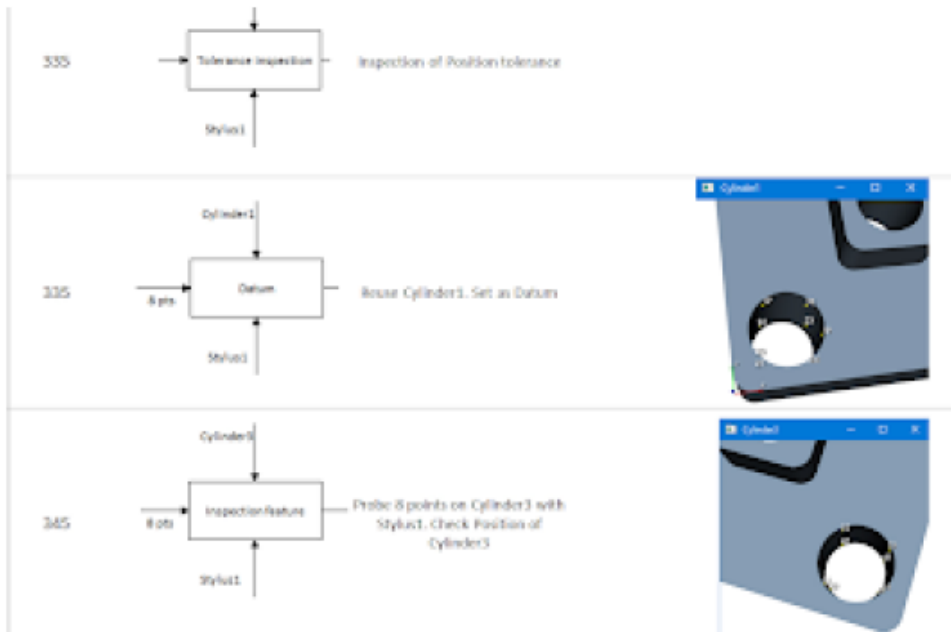 335
Tolerance inspection
Inspection of Position tolerance
Stylus1
Cylinder1
335
8 pts
Datum
Reuse Cylinder1. Set as Datum
Stylus1
Cylinder1
Cylinder3
345
8 pts
Inspection feature
Probe 8 points on Cylinder3 with
Stylus1. Check Position of
Cylinder3
Stylus1
Cylinder3